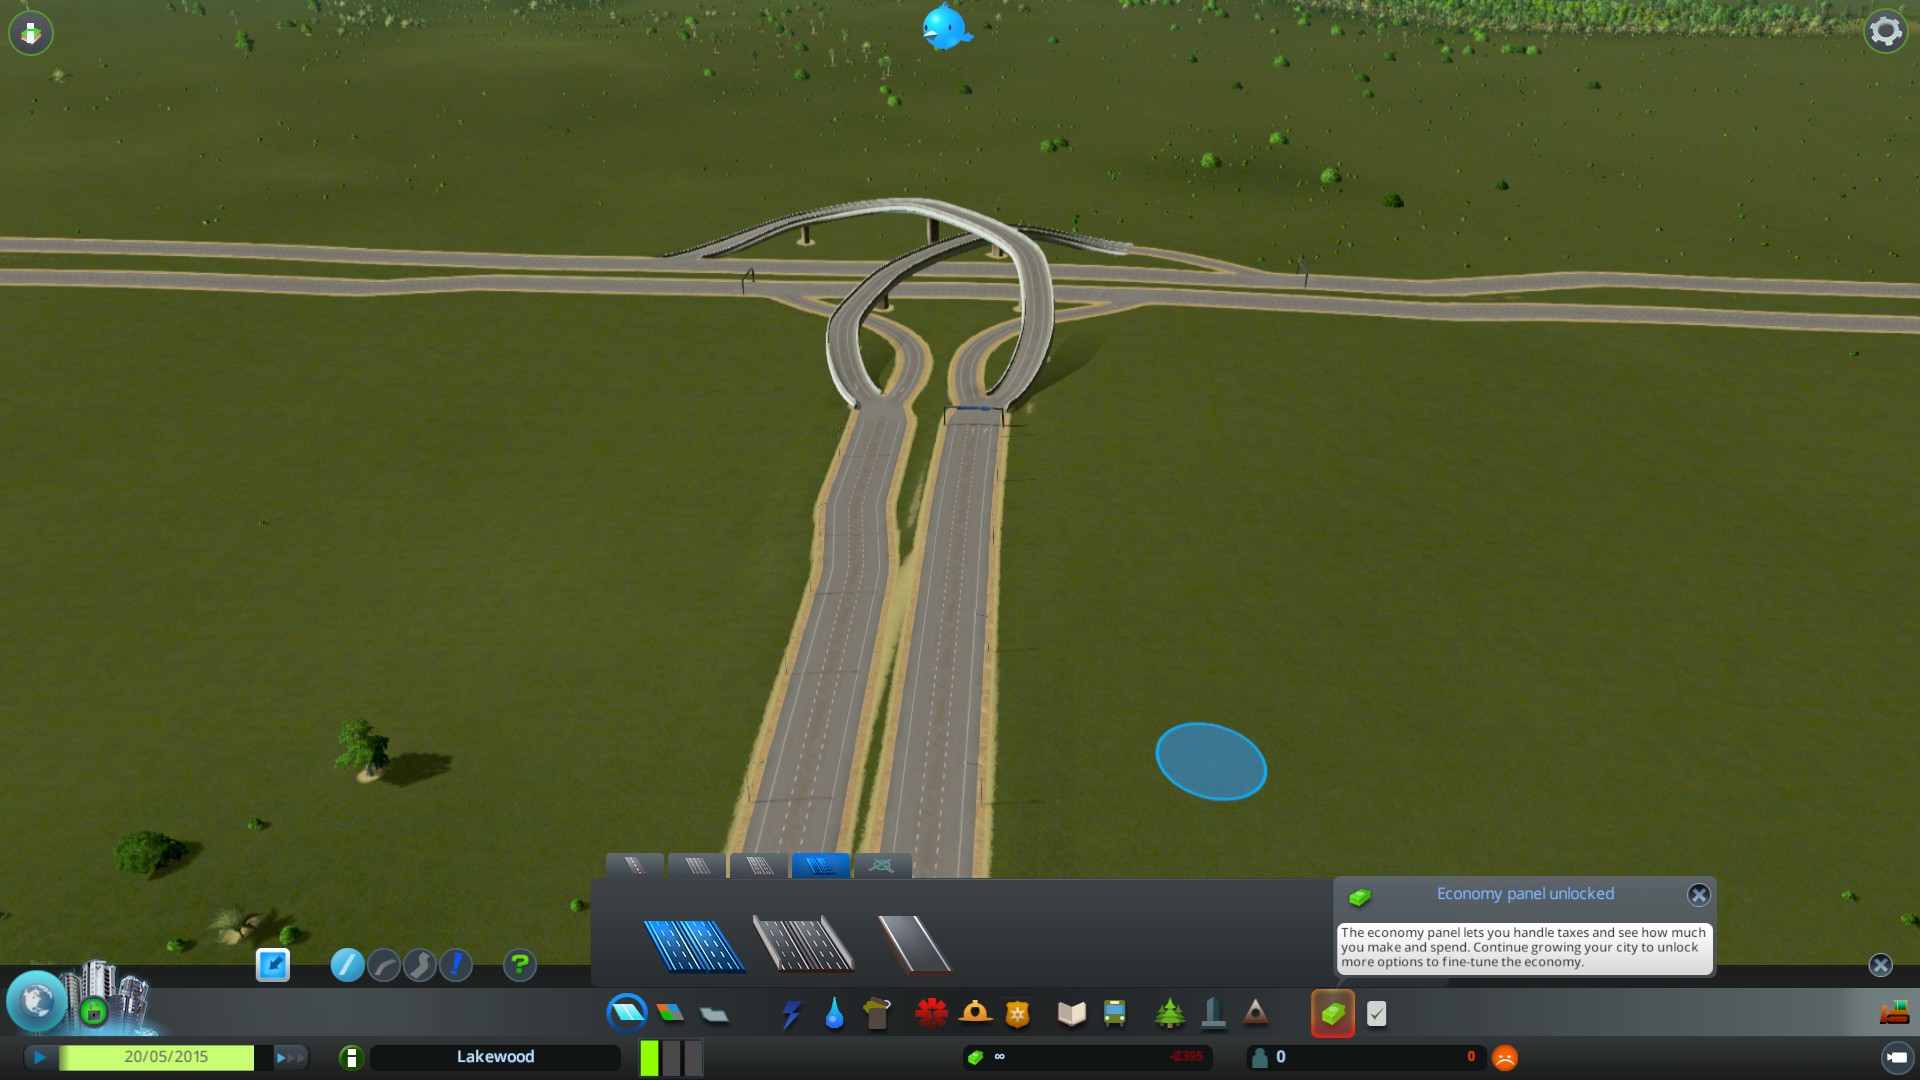 Economy panel unlocked
The economy panel lets you handle taxes and see how much
you make and spend. Continue growing your city to unlock
more options to fine-tune the economy.
20/05/2015
Lakewood
∞
-₡395
0
0